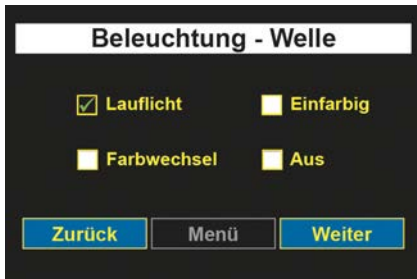 Beleuchtung - Welle
Lauflicht Einfarbig
Farbwechsel Aus
Zurück Menü Weiter